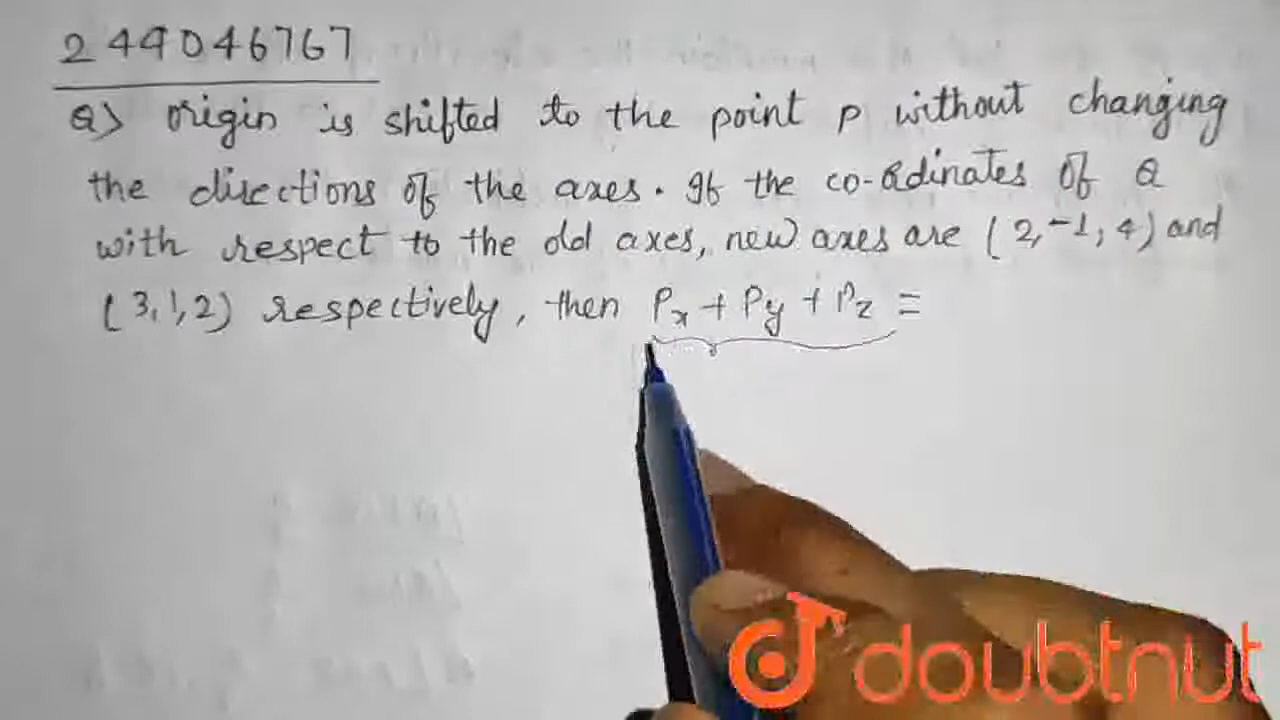 244046767
Q) origin is shifted to the point P without changing
the directions of the axes. If the co-ordinates of Q
with respect to the old axes, new axes are (2,-1,4) and
(3,1,2) respectively, then Px + Py + Pz =
doubtnut